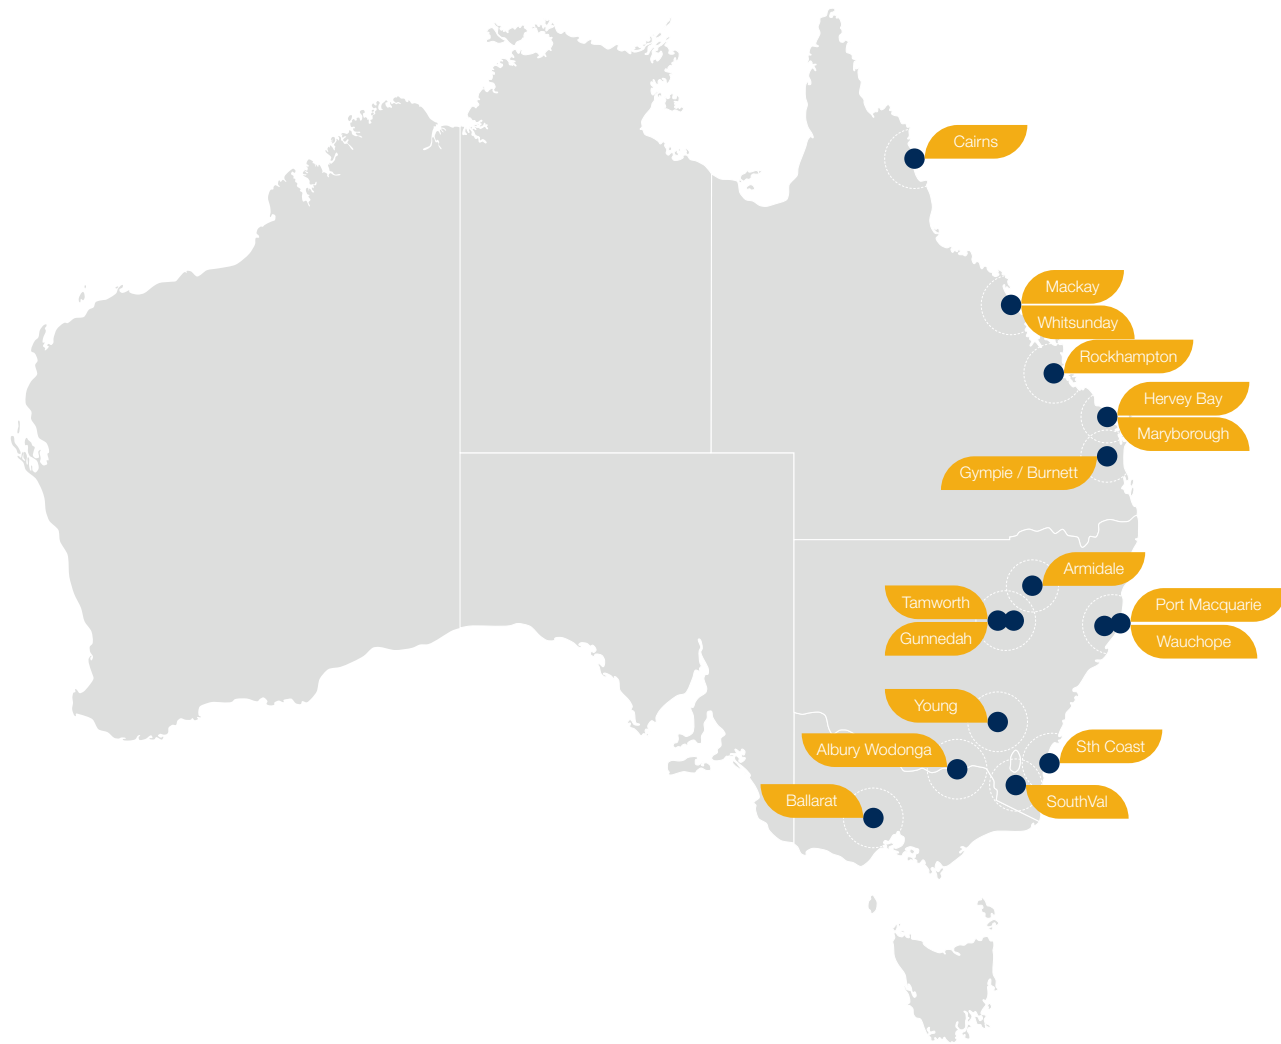 Cairns
Mackay
Whitsunday
Rockhampton
Hervey Bay
Maryborough
Gympie / Burnett
Armidale
Tamworth
Port Macquarie
Gunnedah
Wauchope
Young
Sth Coast
Albury Wodonga
Ballarat
SouthVal